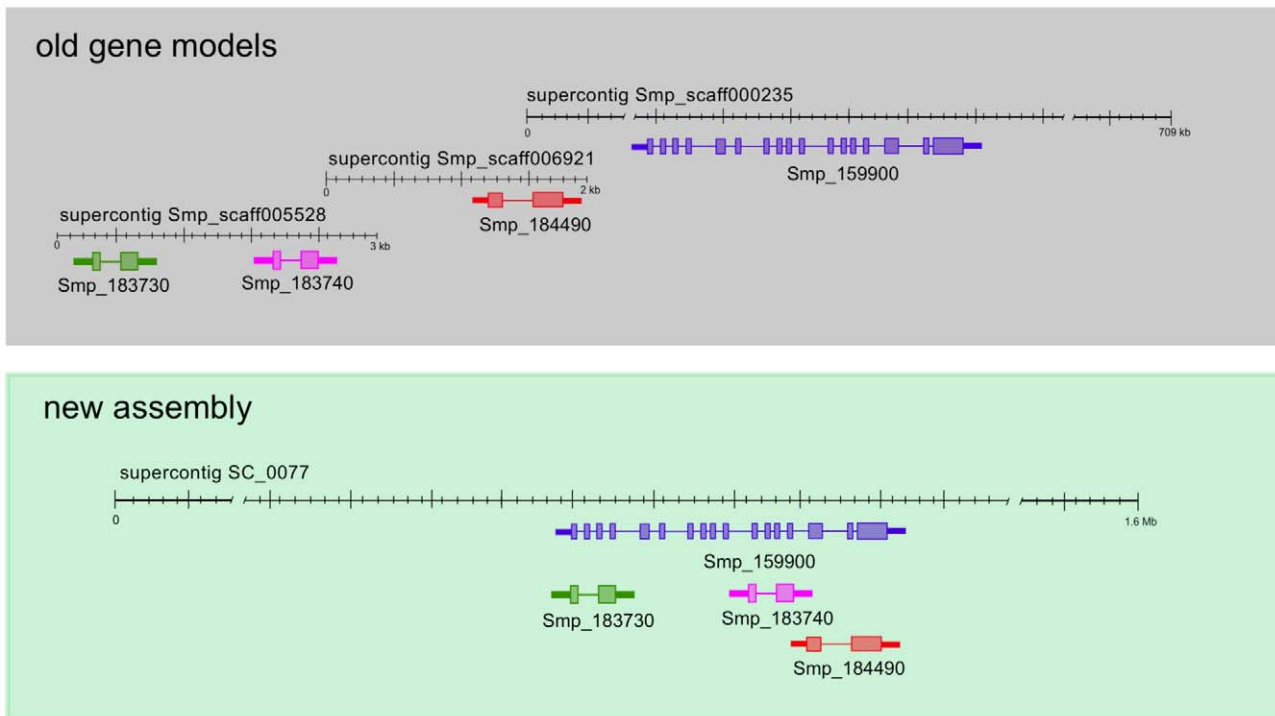 old gene models
supercontig Smp_scaff000235
0
709 kb
Smp_159900
supercontig Smp_scaff006921
0
2 kb
Smp_184490
supercontig Smp_scaff005528
0
3 kb
Smp_183730
Smp_183740
new assembly
supercontig SC_0077
0
1.6 Mb
Smp_159900
Smp_183730
Smp_183740
Smp_184490